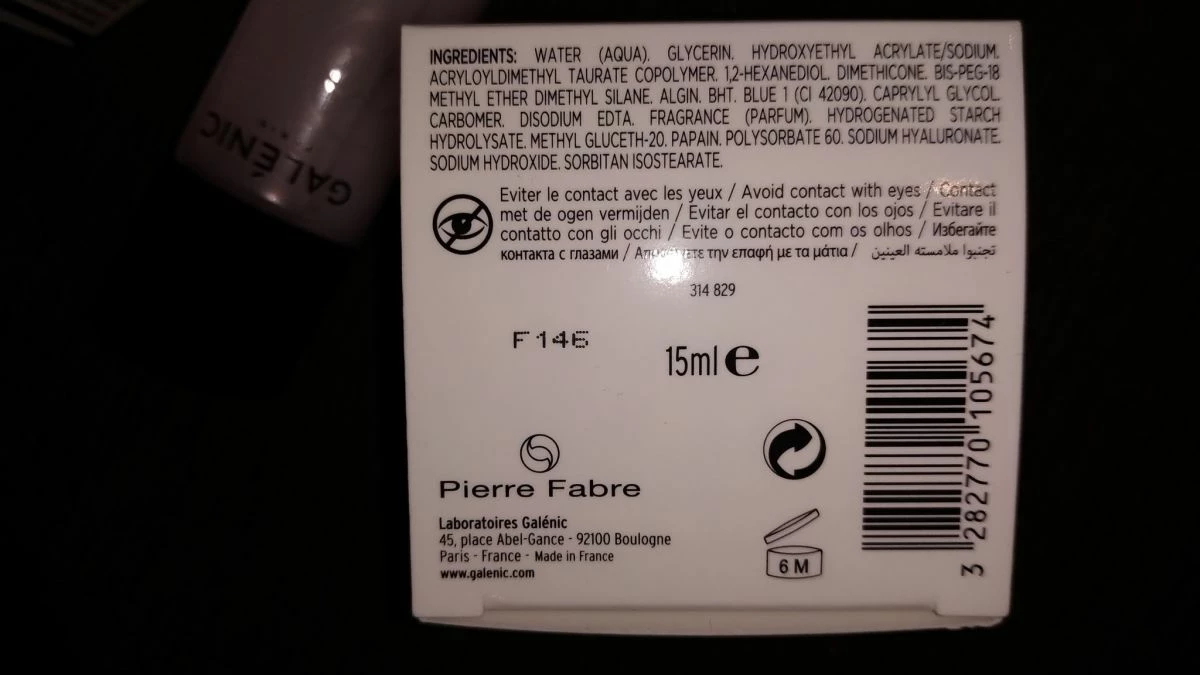 GALÉNIC
INGREDIENTS: WATER (AQUA). GLYCERIN. HYDROXYETHYL ACRYLATE/SODIUM.
ACRYLOYLDIMETHYL TAURATE COPOLYMER. 1,2-HEXANEDIOL. DIMETHICONE. BIS-PEG-18
METHYL ETHER DIMETHYL SILANE. ALGIN. BHT. BLUE 1 (CI 42090). CAPRYLYL GLYCOL.
CARBOMER. DISODIUM EDTA. FRAGRANCE (PARFUM). HYDROGENATED STARCH
HYDROLYSATE. METHYL GLUCETH-20. PAPAIN. POLYSORBATE 60. SODIUM HYALURONATE.
SODIUM HYDROXIDE. SORBITAN ISOSTEARATE.
Eviter le contact avec les yeux / Avoid contact with eyes / Contact
met de ogen vermijden / Evitar el contacto con los ojos / Evitare il
contatto con gli occhi / Evite o contacto com os olhos / Избегайте
контакта с глазами / την επαφή με τα μάτια / تجنبوا ملامسته العينين
314 829
F 146
15ml e
Pierre Fabre
Laboratoires Galénic
45, place Abel-Gance - 92100 Boulogne
Paris - France - Made in France
www.galenic.com
6 M
3 282770 105674